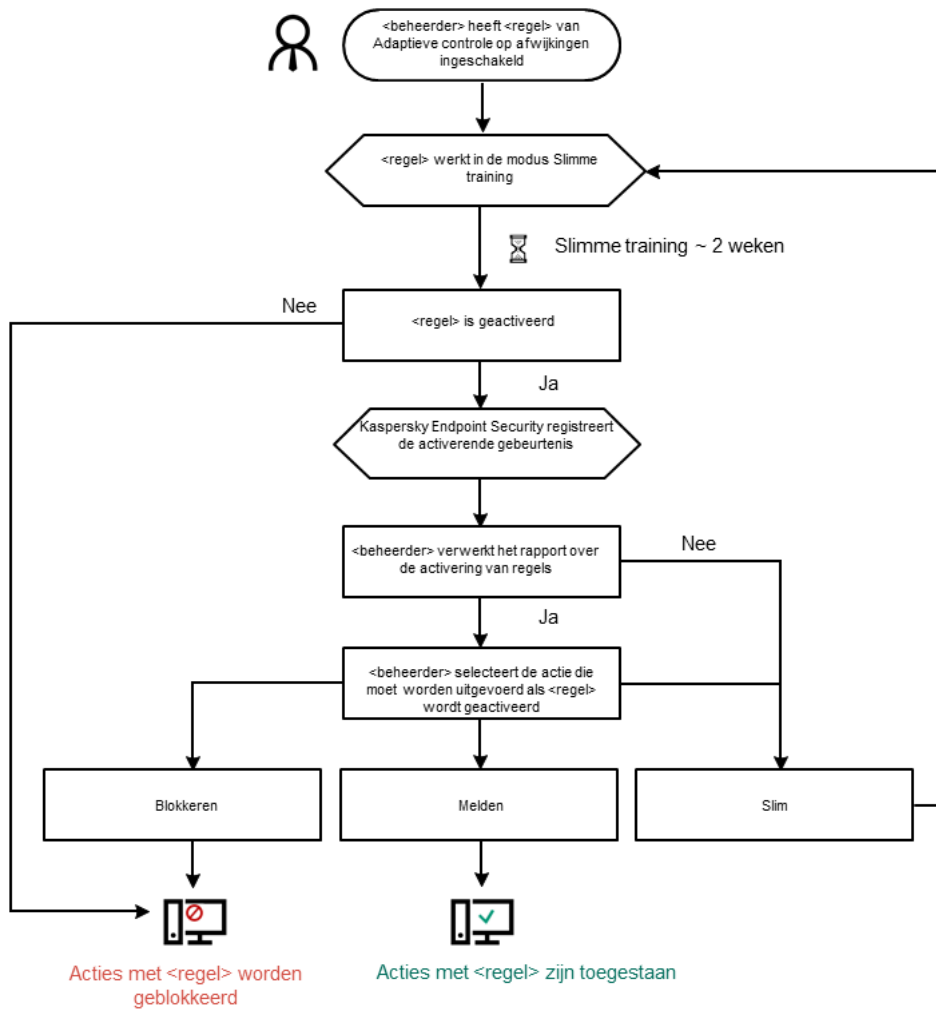 <beheerder> heeft <regel> van
Adaptieve controle op afwijkingen
ingeschakeld
<regel> werkt in de modus Slimme
training
Slimme training ~ 2 weken
Nee
<regel> is geactiveerd
Ja
Kaspersky Endpoint Security registreert
de activerende gebeurtenis
<beheerder> verwerkt het rapport over
de activering van regels
Nee
Ja
<beheerder> selecteert de actie die
moet worden uitgevoerd als <regel>
wordt geactiveerd
Blokkeren
Melden
Slim
Acties met <regel> worden
geblokkeerd
Acties met <regel> zijn toegestaan